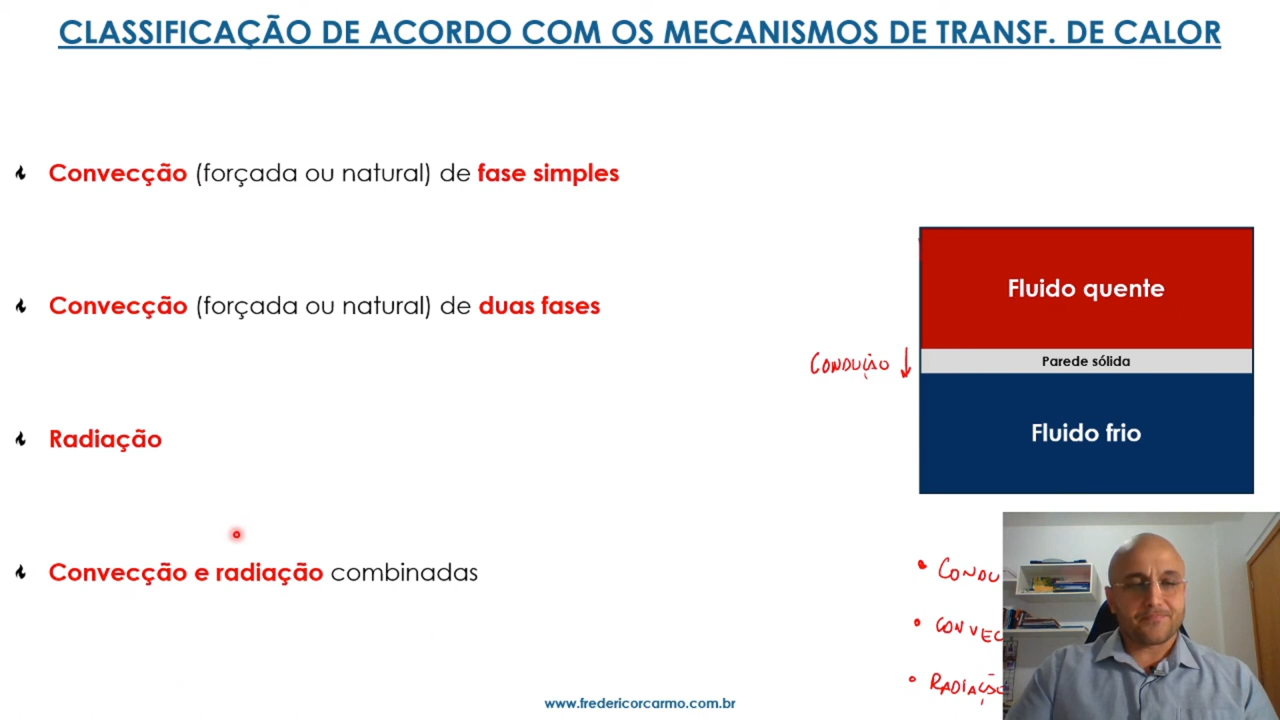 CLASSIFICAÇÃO DE ACORDO COM OS MECANISMOS DE TRANSF. DE CALOR
Convecção (forçada ou natural) de fase simples
Convecção (forçada ou natural) de duas fases
Radiação
Convecção e radiação combinadas
Fluido quente
CONDUÇÃO
Parede sólida
Fluido frio
CONDU
CONVEC
RADIAÇÃO
www.fredericorcarmo.com.br